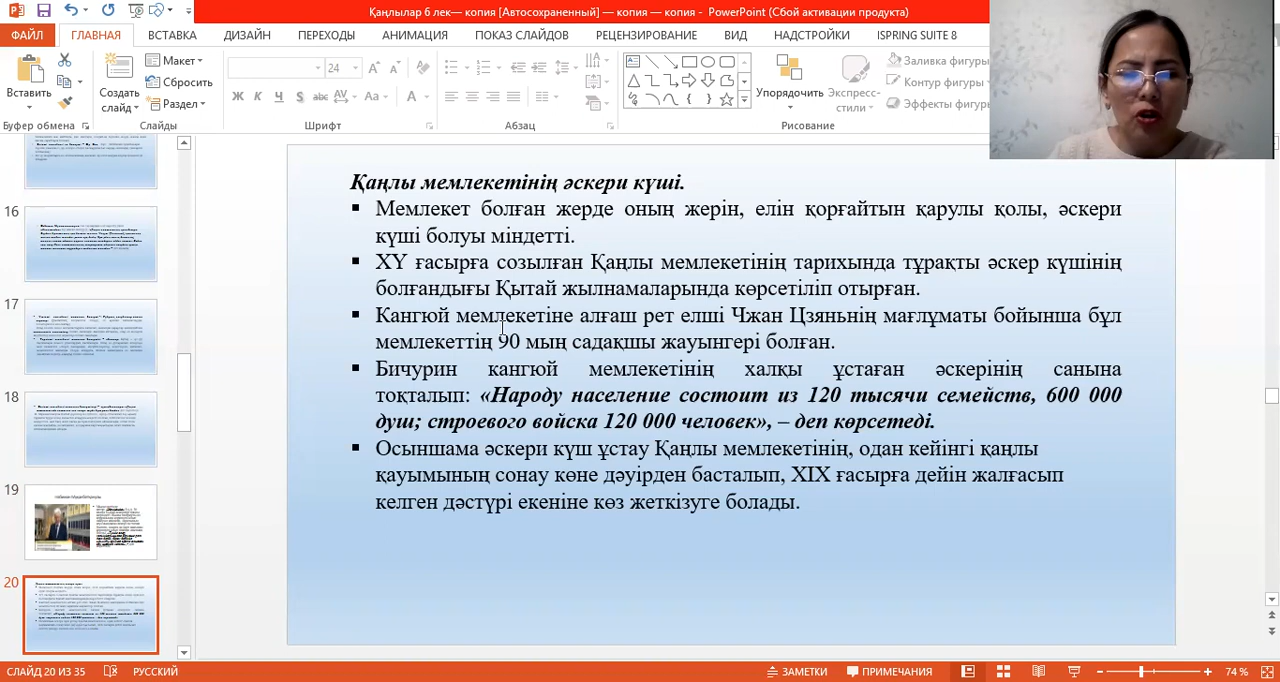 Қаңлылар 6 лек— копия [Автосохраненный] — копия — копия - PowerPoint (Сбой активации продукта)
ФАЙЛ ГЛАВНАЯ ВСТАВКА ДИЗАЙН ПЕРЕХОДЫ АНИМАЦИЯ ПОКАЗ СЛАЙДОВ РЕЦЕНЗИРОВАНИЕ ВИД НАДСТРОЙКИ ISPRING SUITE 8
Макет
Сбросить
Раздел
Вставить
Создать
слайд
24
Ж К Ч S abc AV Aa A
Упорядочить
Экспресс-
стили
Заливка фигуры
Контур фигуры
Эффекты фигур
Буфер обмена Слайды Шрифт Абзац Рисование
16
17
18
19
20
Қаңлы мемлекетінің әскери күші.
Мемлекет болған жерде оның жерін, елін қорғайтын қарулы қолы, әскери
күші болуы міндетті.
ХҮ ғасырға созылған Қаңлы мемлекетінің тарихында тұрақты әскер күшінің
болғандығы Қытай жылнамаларында көрсетіліп отырған.
Кангюй мемлекетіне алғаш рет елші Чжан Цзяньнің мағлұматы бойынша бұл
мемлекеттің 90 мың садақшы жауынгері болған.
Бичурин кангюй мемлекетінің халқы ұстаған әскерінің санына
тоқталып: «Народу население состоит из 120 тысячи семейств, 600 000
душ; строевого войска 120 000 человек», – деп көрсетеді.
Осыншама әскери күш ұстау Қаңлы мемлекетінің, одан кейінгі қаңлы
қауымының сонау көне дәуірден басталып, ХІХ ғасырға дейін жалғасып
келген дәстүрі екеніне көз жеткізуге болады.
СЛАЙД 20 ИЗ 35 РУССКИЙ ЗАМЕТКИ ПРИМЕЧАНИЯ 74 %